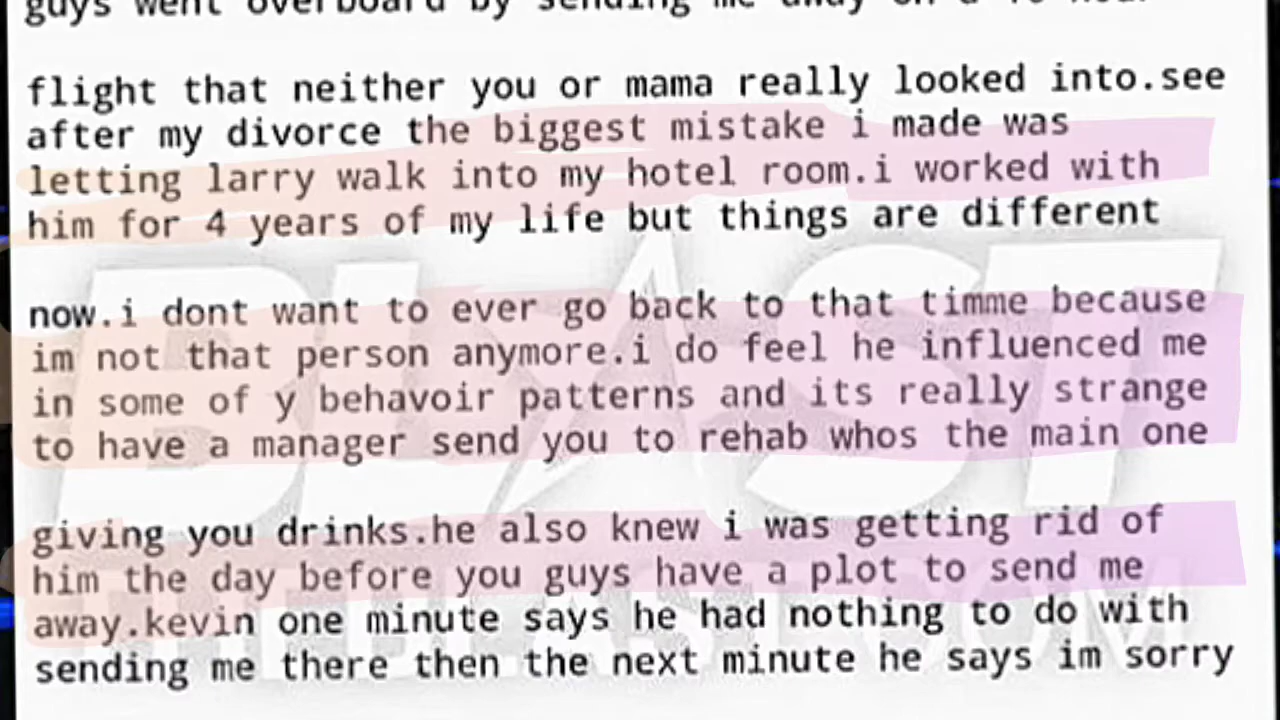 guys went overboard by sending me away on a 10 hour
flight that neither you or mama really looked into.see
after my divorce the biggest mistake i made was
letting larry walk into my hotel room.i worked with
him for 4 years of my life but things are different
now.i dont want to ever go back to that timme because
im not that person anymore.i do feel he influenced me
in some of y behavoir patterns and its really strange
to have a manager send you to rehab whos the main one
giving you drinks.he also knew i was getting rid of
him the day before you guys have a plot to send me
away.kevin one minute says he had nothing to do with
sending me there then the next minute he says im sorry
BLAST
THEBLAST.COM